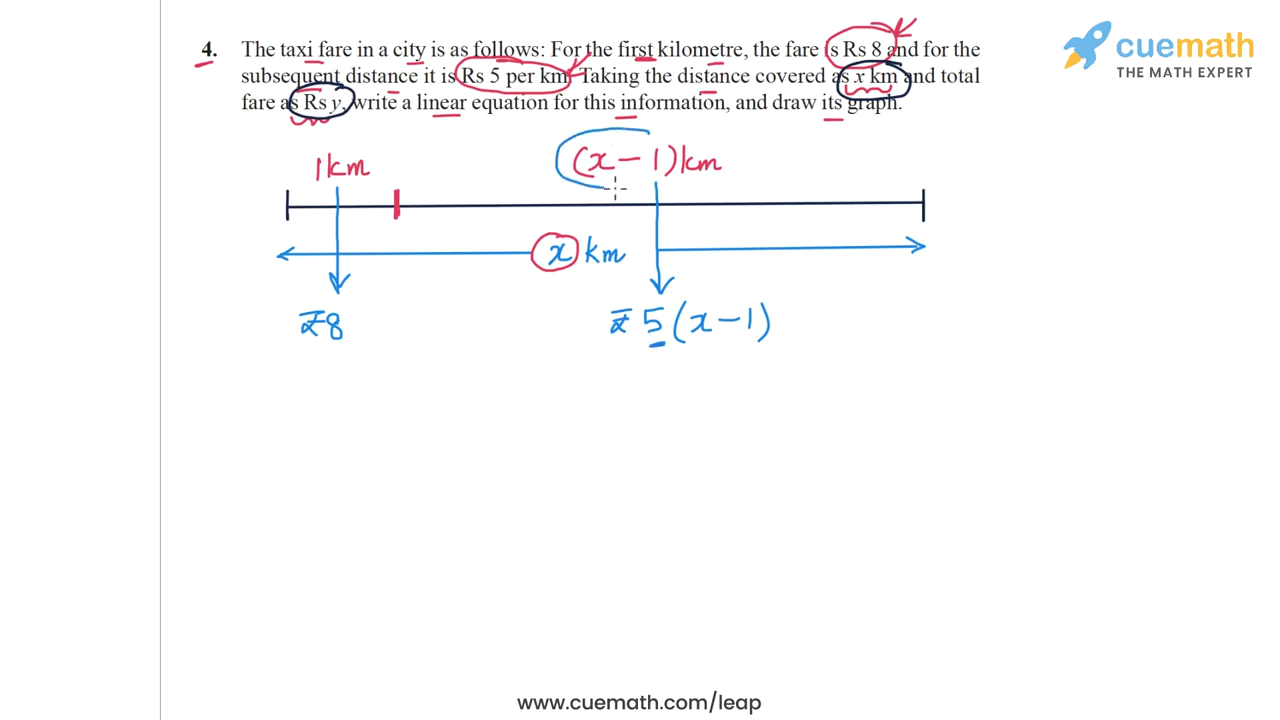 cuemath
THE MATH EXPERT
4. The taxi fare in a city is as follows: For the first kilometre, the fare is Rs 8 and for the
subsequent distance it is Rs 5 per km. Taking the distance covered as x km and total
fare as Rs y, write a linear equation for this information, and draw its graph.
1km (x-1)km
x km
₹8 ₹5(x-1)
www.cuemath.com/leap